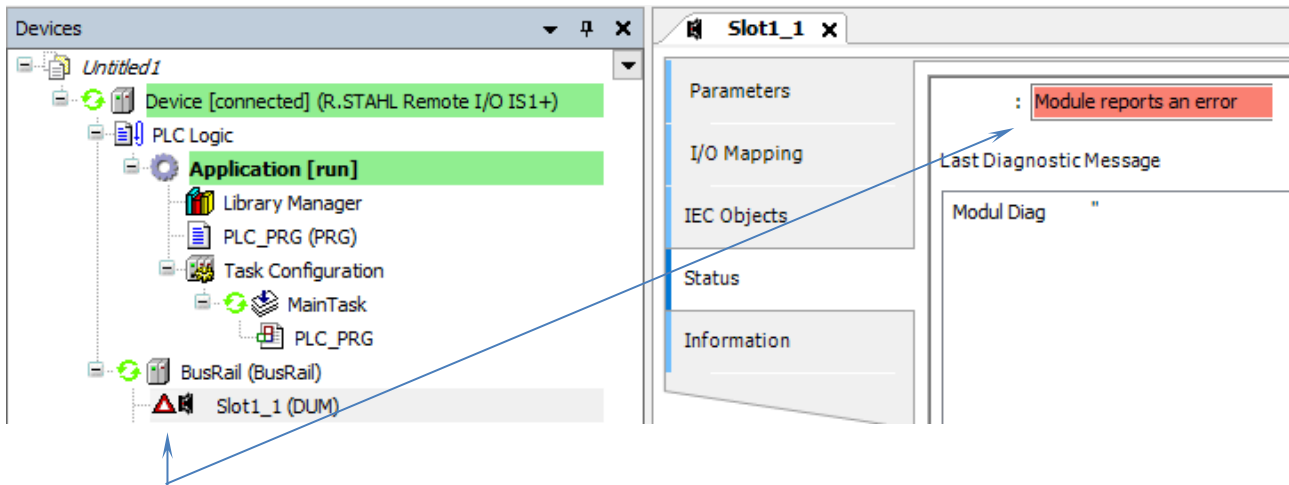 Devices
Untitled1
Device [connected] (R.STAHL Remote I/O IS1+)
PLC Logic
Application [run]
Library Manager
PLC_PRG (PRG)
Task Configuration
MainTask
PLC_PRG
BusRail (BusRail)
Slot1_1 (DUM)
Slot1_1
Parameters
I/O Mapping
IEC Objects
Status
Information
: Module reports an error
Last Diagnostic Message
Modul Diag "